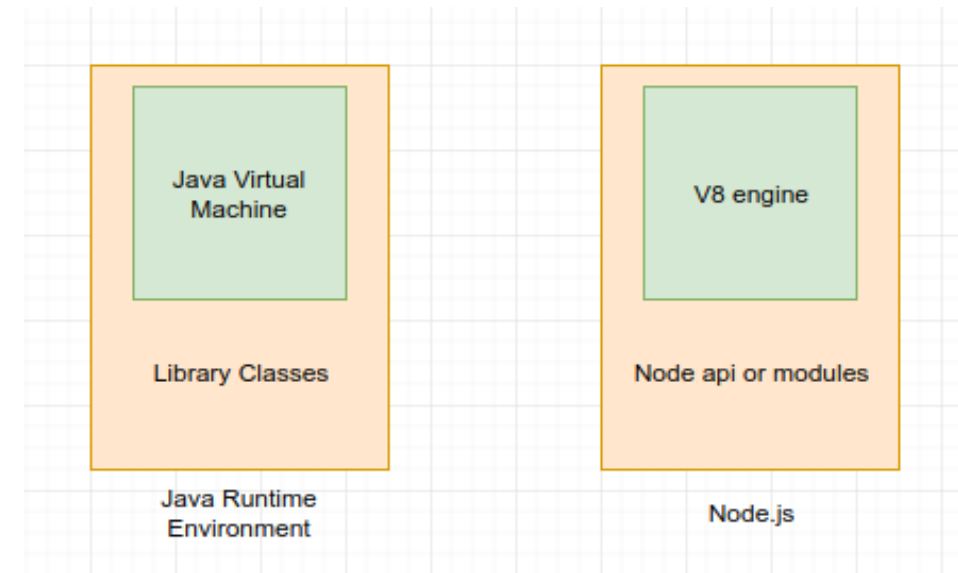 Java Virtual
Machine
Library Classes
Java Runtime
Environment
V8 engine
Node api or modules
Node.js